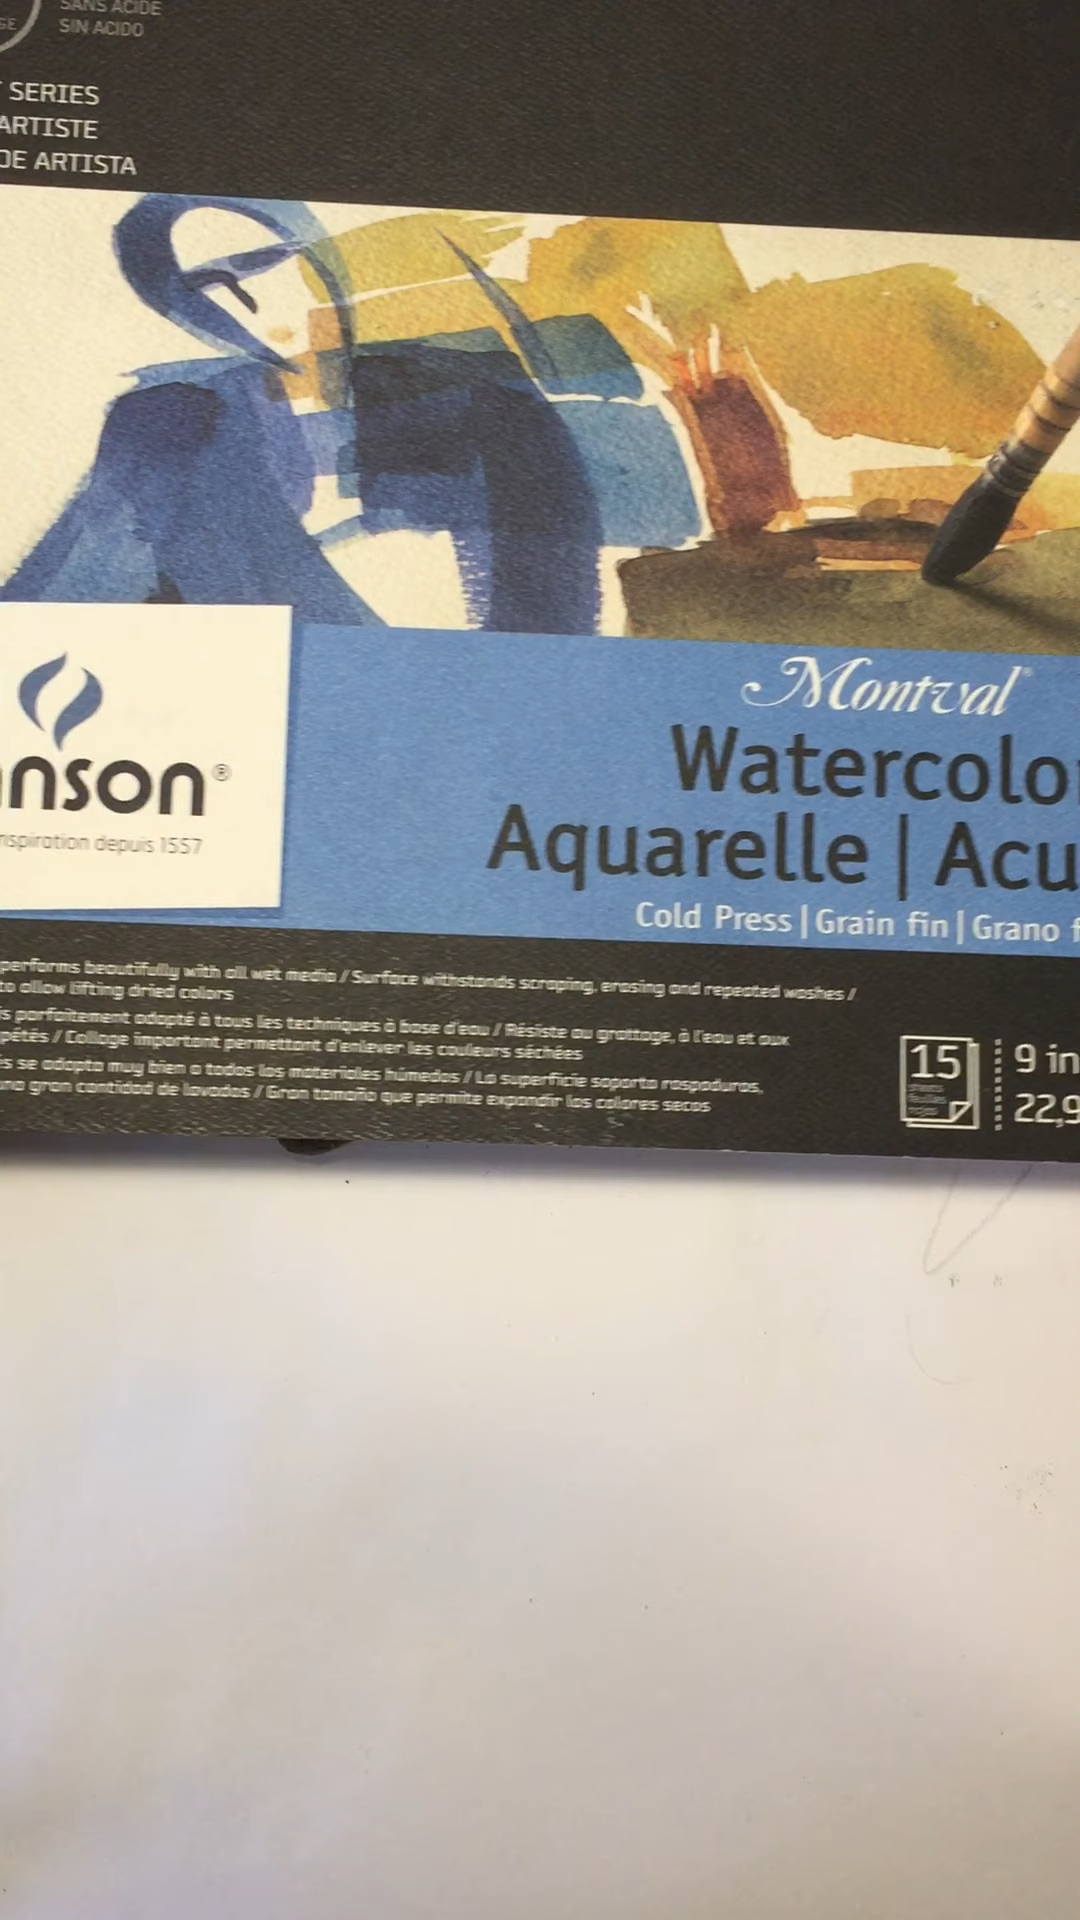 SANS ACIDE
SIN ACIDO
SERIES
ARTISTE
DE ARTISTA
Montval®
Watercolor
Aquarelle | Acu
Cold Press | Grain fin | Grano f
nson®
nspiration depuis 1557
performs beautifully with all wet media / Surface withstands scraping, erasing and repeated washes /
to allow lifting dried colors
is parfaitement adapté à tous les techniques à base d'eau / Résiste au grattage, à l'eau et aux
pétés / Collage important permettant d'enlever les couleurs séchées
és se adapta muy bien a todos los materiales húmedos / La superficie soporta raspaduras,
una gran cantidad de lavados / Gran tamaño que permite expandir los colores secos
15
9 in
22,9